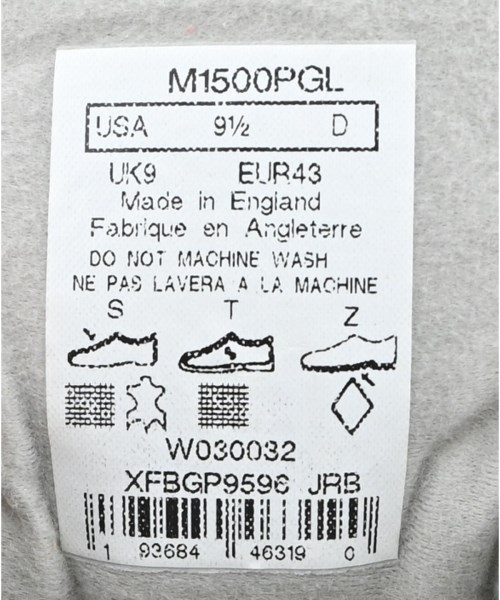 M1500PGL
USA 9½ D
UK9 EUR43
Made in England
Fabrique en Angleterre
DO NOT MACHINE WASH
NE PAS LAVERA A LA MACHINE
S T Z
W030032
XFBGP9596 JRB
1 93684 46319 0